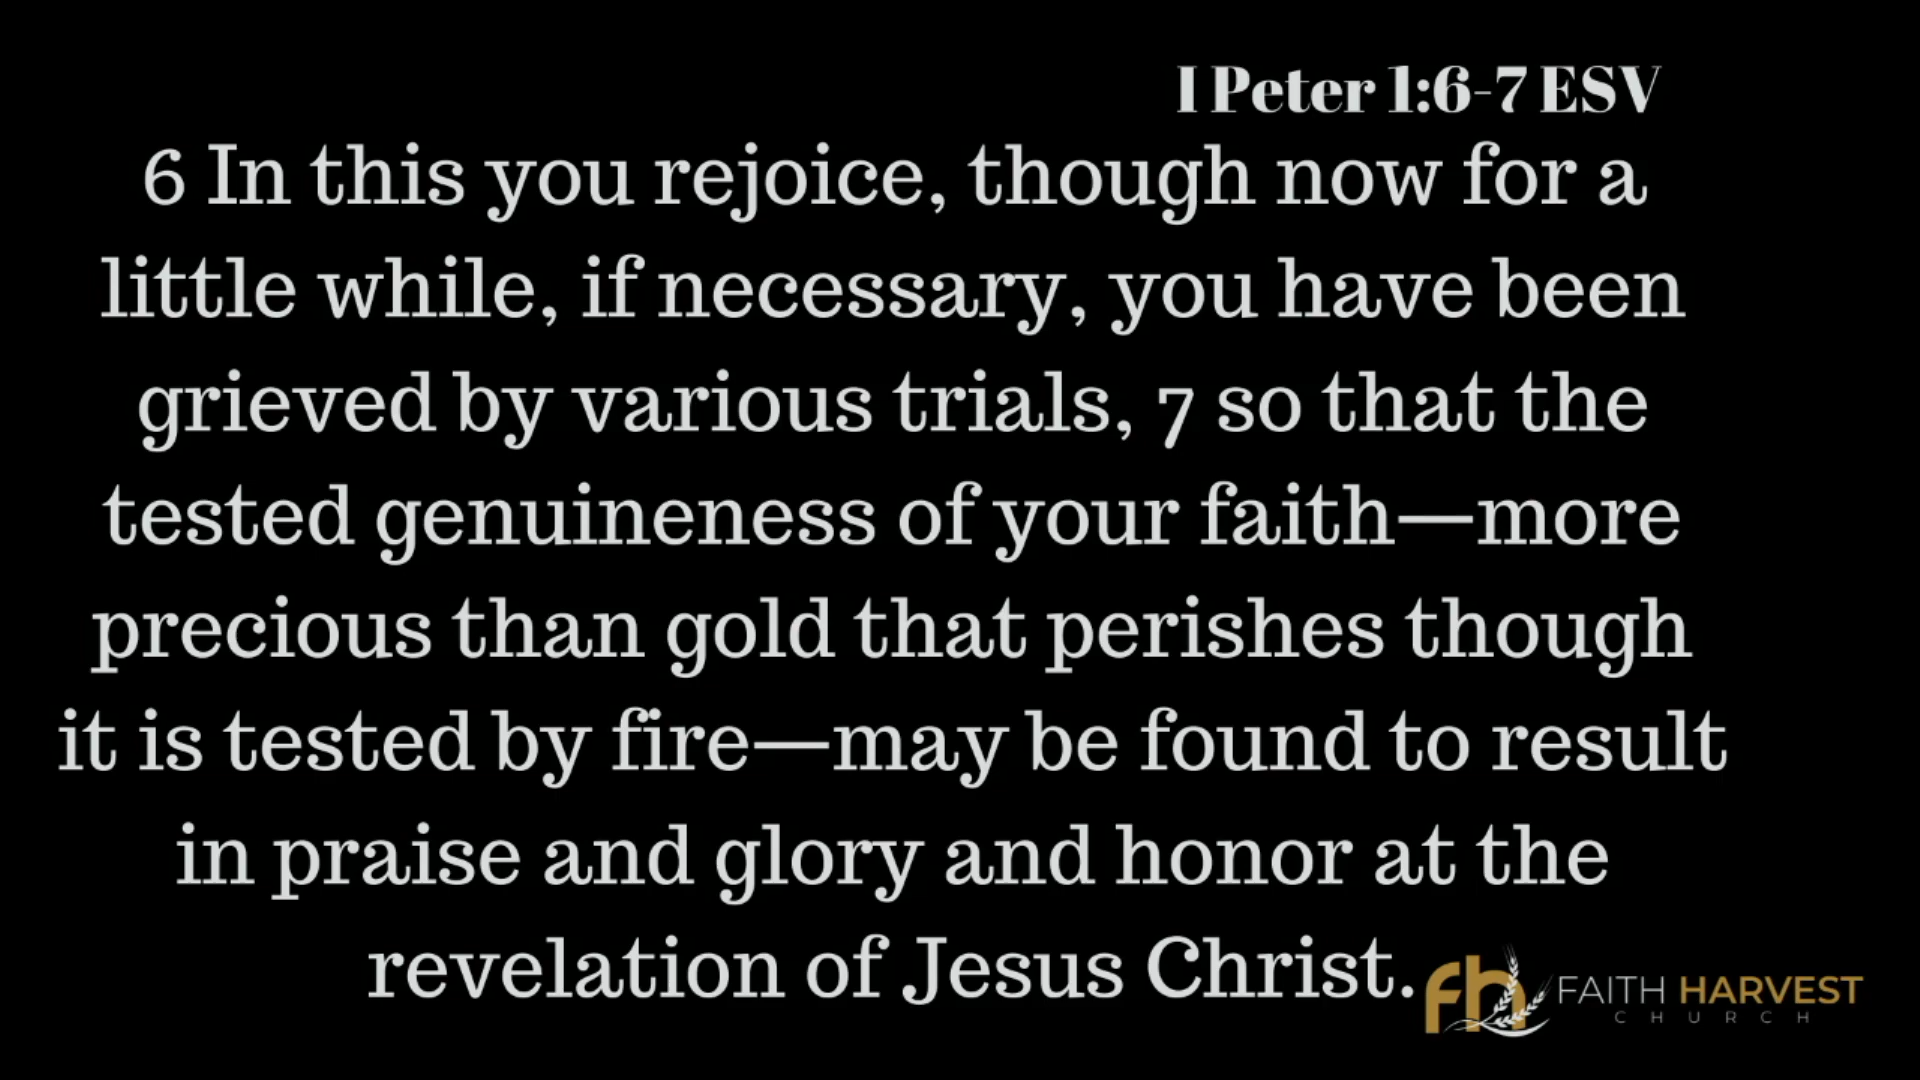 I Peter 1:6-7 ESV
6 In this you rejoice, though now for a
little while, if necessary, you have been
grieved by various trials, 7 so that the
tested genuineness of your faith—more
precious than gold that perishes though
it is tested by fire—may be found to result
in praise and glory and honor at the
revelation of Jesus Christ.
fh FAITH HARVEST
CHURCH